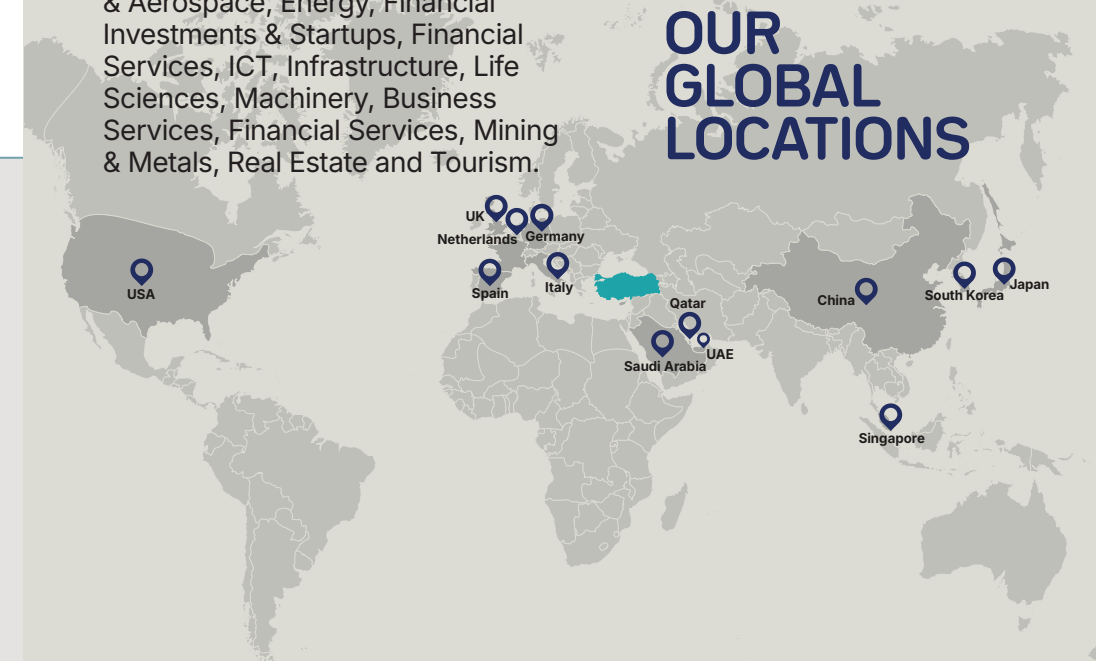 & Aerospace, Energy, Financial
Investments & Startups, Financial
Services, ICT, Infrastructure, Life
Sciences, Machinery, Business
Services, Financial Services, Mining
& Metals, Real Estate and Tourism.
OUR
GLOBAL
LOCATIONS
UK
Netherlands
Germany
USA
Spain
Italy
Qatar
China
South Korea
Japan
UAE
Saudi Arabia
Singapore